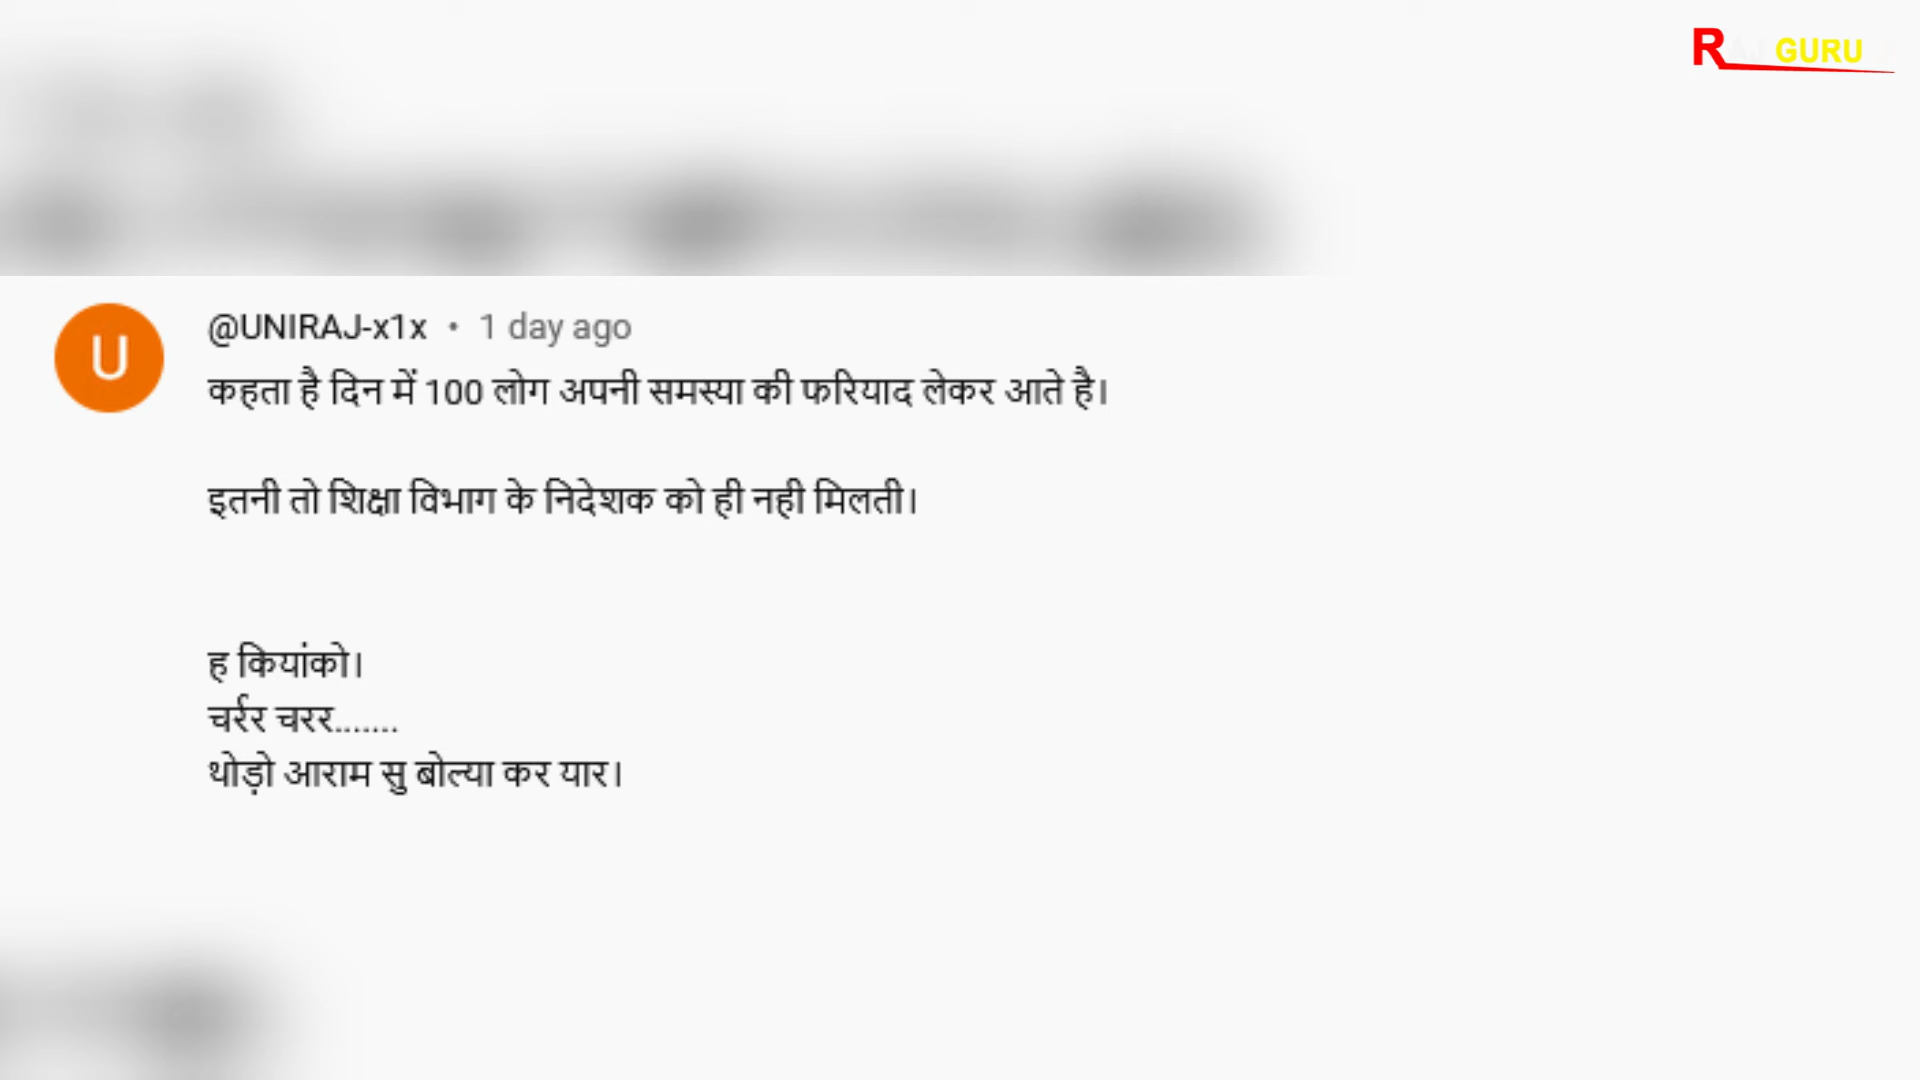 R GURU
@UNIRAJ-x1x • 1 day ago
कहता है दिन में 100 लोग अपनी समस्या की फरियाद लेकर आते है।
इतनी तो शिक्षा विभाग के निदेशक को ही नही मिलती।
ह कियांको।
चर्रर चरर.......
थोड़ो आराम सु बोल्या कर यार।